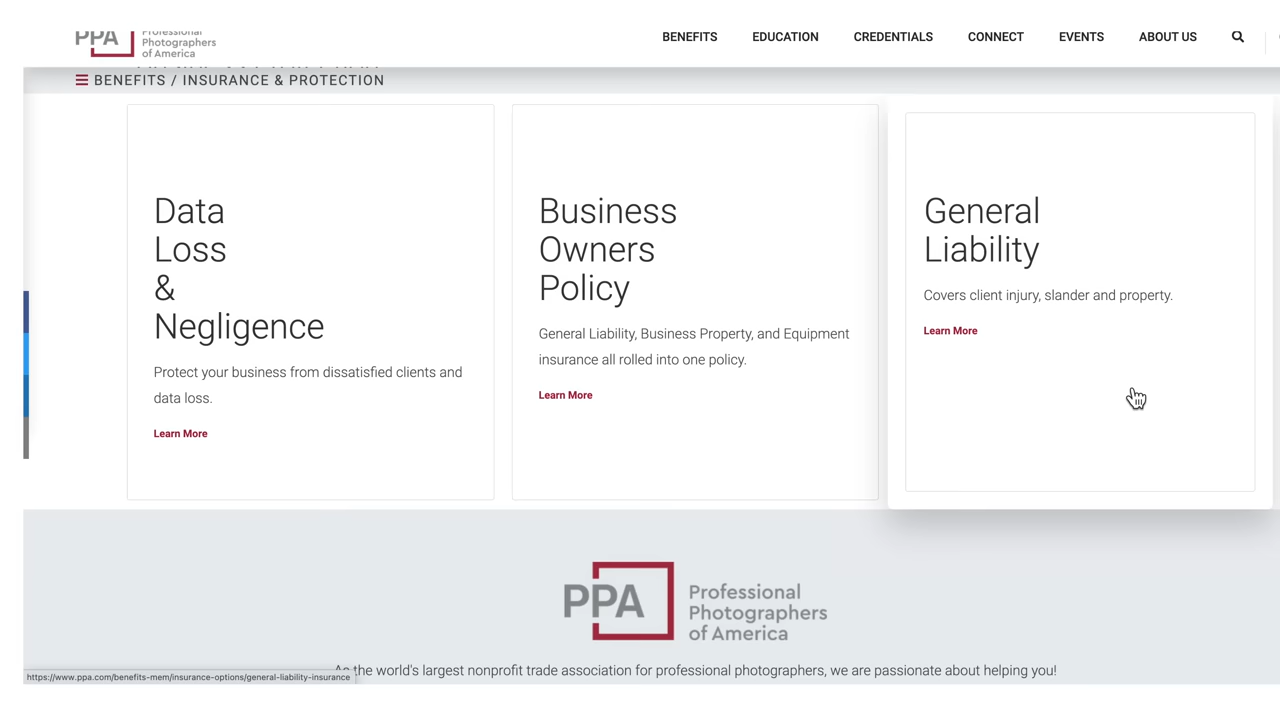 PPA Professional
Photographers
of America
BENEFITS EDUCATION CREDENTIALS CONNECT EVENTS ABOUT US
BENEFITS / INSURANCE & PROTECTION
Data
Loss
&
Negligence
Protect your business from dissatisfied clients and
data loss.
Learn More
Business
Owners
Policy
General Liability, Business Property, and Equipment
insurance all rolled into one policy.
Learn More
General
Liability
Covers client injury, slander and property.
Learn More
PPA
Professional
Photographers
of America
As the world's largest nonprofit trade association for professional photographers, we are passionate about helping you!
https://www.ppa.com/benefits-mem/insurance-options/general-liability-insurance